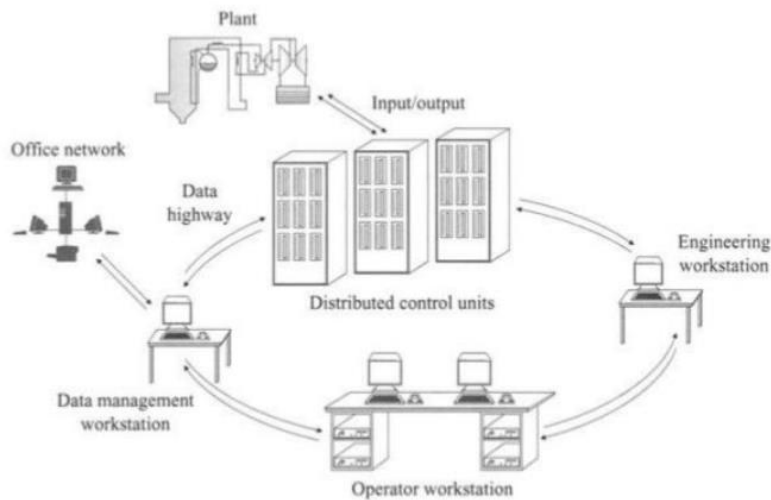 Plant
Input/output
Office network
Data
highway
Engineering
workstation
Distributed control units
Data management
workstation
Operator workstation